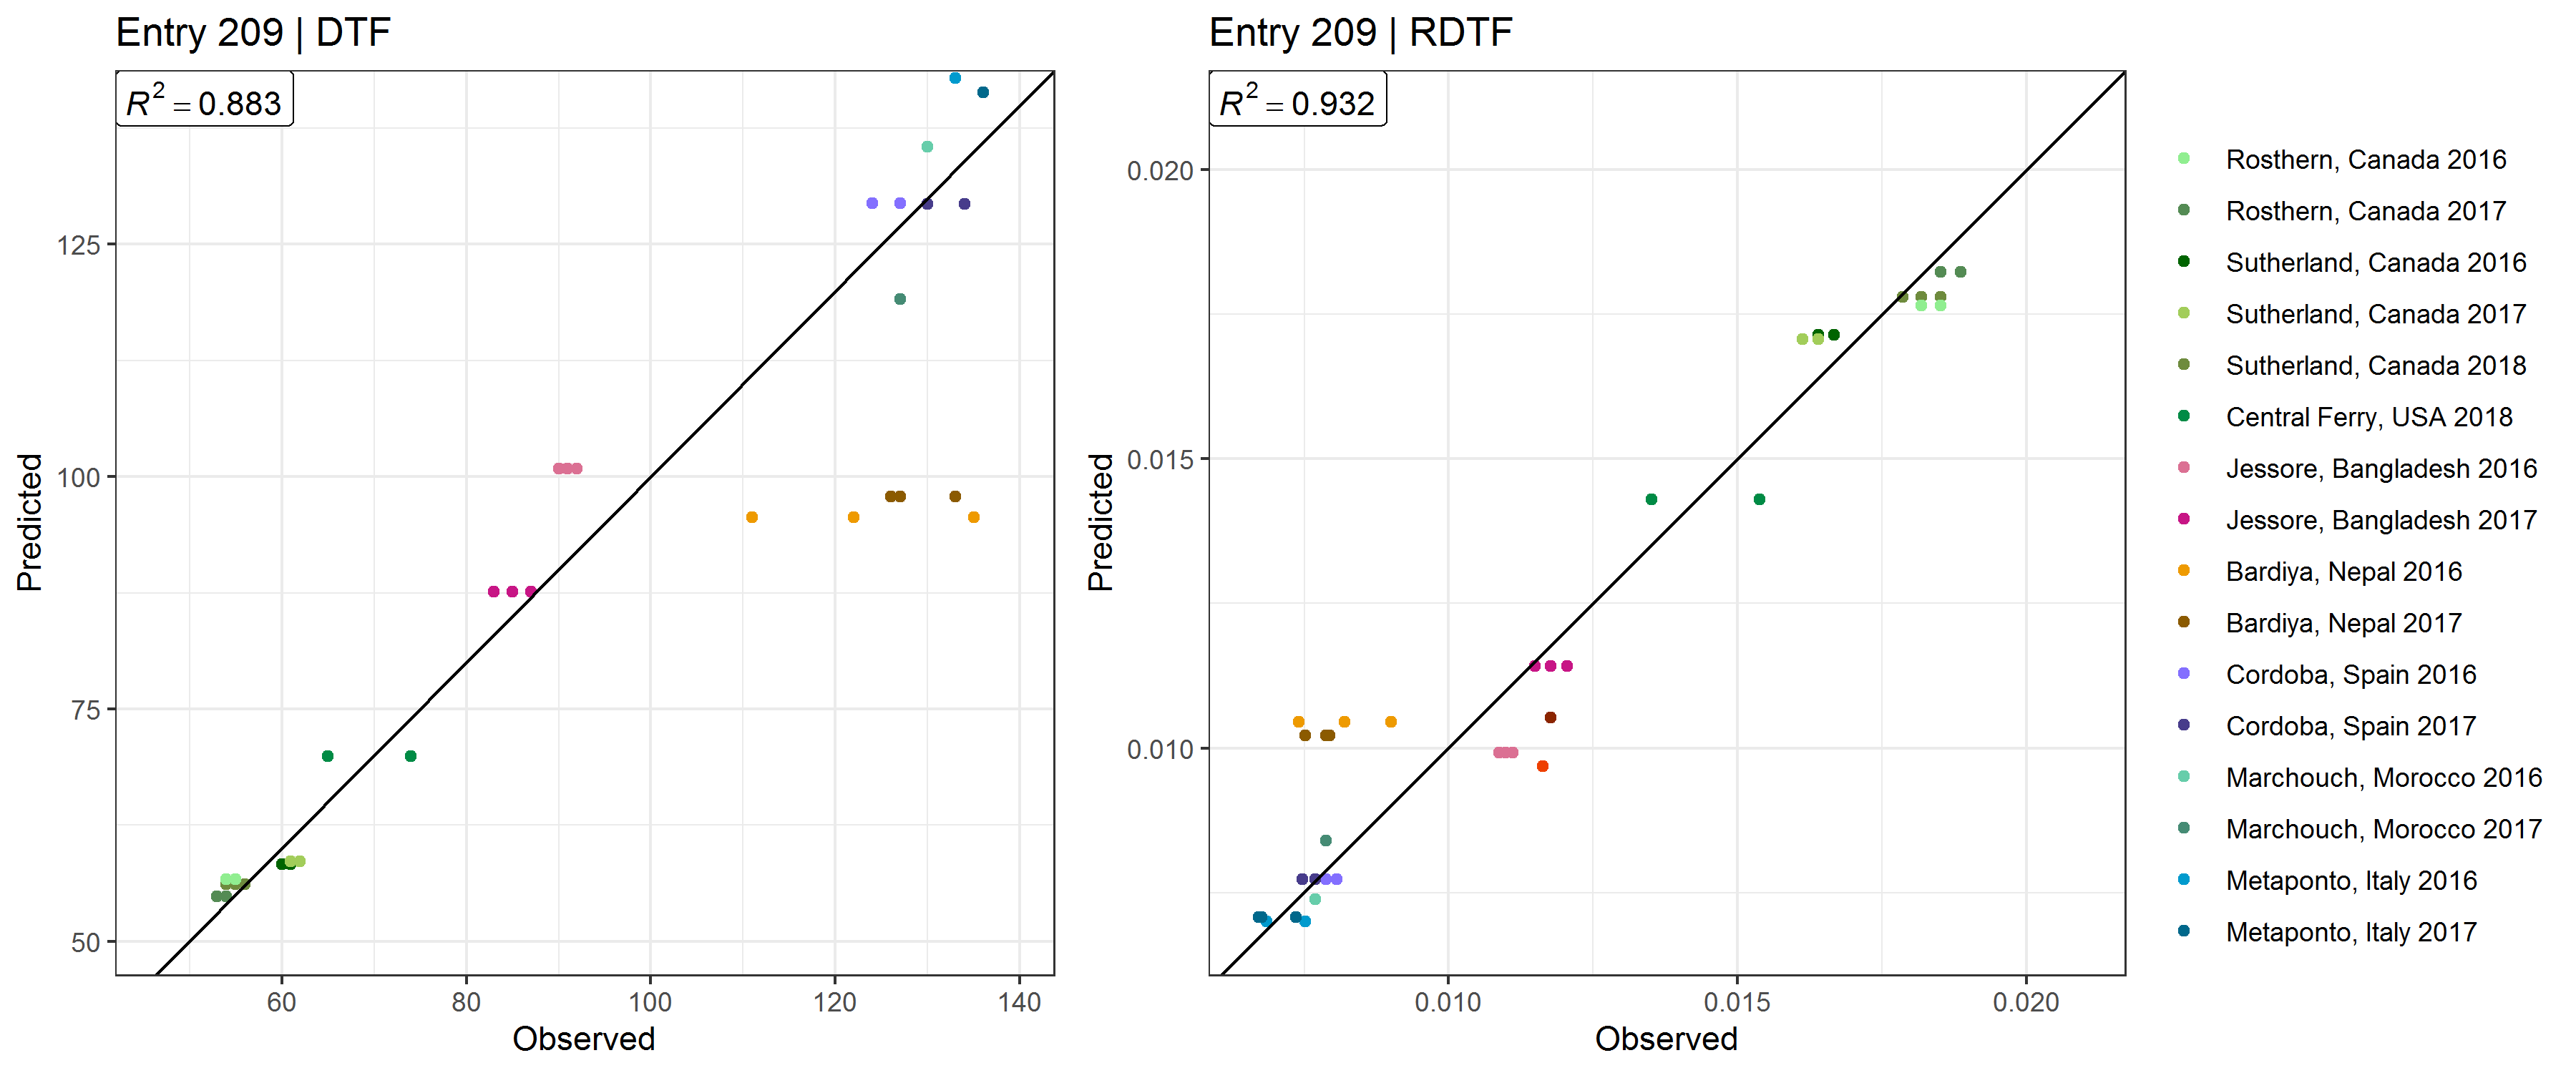 Entry 209 | DTF
R² = 0.883
125
100
75
50
Predicted
60 80 100 120 140
Observed
Entry 209 | RDTF
R² = 0.932
0.020
0.015
0.010
Predicted
0.010 0.015 0.020
Observed
Rosthern, Canada 2016
Rosthern, Canada 2017
Sutherland, Canada 2016
Sutherland, Canada 2017
Sutherland, Canada 2018
Central Ferry, USA 2018
Jessore, Bangladesh 2016
Jessore, Bangladesh 2017
Bardiya, Nepal 2016
Bardiya, Nepal 2017
Cordoba, Spain 2016
Cordoba, Spain 2017
Marchouch, Morocco 2016
Marchouch, Morocco 2017
Metaponto, Italy 2016
Metaponto, Italy 2017